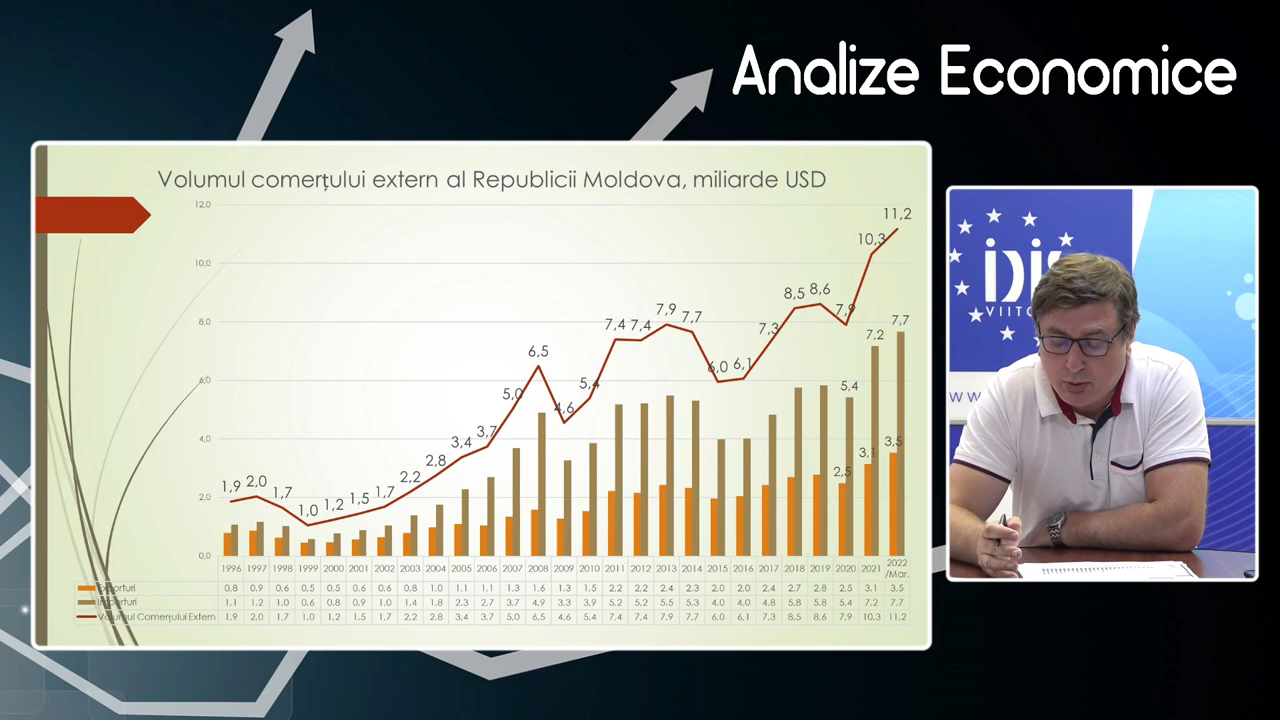 Analize Economice
Volumul comerțului extern al Republicii Moldova, miliarde USD
12,0
10,0
8,0
6,0
4,0
2,0
0,0
1,9 2,0 1,7 1,0 1,2 1,5 1,7 2,2 2,8 3,4 3,7 5,0 6,5 4,6 5,4 7,4 7,4 7,9 7,7 6,0 6,1 7,3 8,5 8,6 7,9 10,3 11,2
5,4 7,2 7,7
2,5 3,1 3,5
1996 1997 1998 1999 2000 2001 2002 2003 2004 2005 2006 2007 2008 2009 2010 2011 2012 2013 2014 2015 2016 2017 2018 2019 2020 2021 2022
/Mar.
Exporturi 0.8 0.9 0.6 0.5 0.5 0.6 0.6 0.8 1.0 1.1 1.1 1.3 1.6 1.3 1.5 2.2 2.2 2.4 2.3 2.0 2.0 2.4 2.7 2.8 2.5 3.1 3.5
Importuri 1.1 1.2 1.0 0.6 0.8 0.9 1.0 1.4 1.8 2.3 2.7 3.7 4.9 3.3 3.9 5.2 5.2 5.5 5.3 4.0 4.0 4.8 5.8 5.8 5.4 7.2 7.7
Volumul Comerțului Extern 1.9 2.0 1.7 1.0 1.2 1.5 1.7 2.2 2.8 3.4 3.7 5.0 6.5 4.6 5.4 7.4 7.4 7.9 7.7 6.0 6.1 7.3 8.5 8.6 7.9 10.3 11.2
IDIS